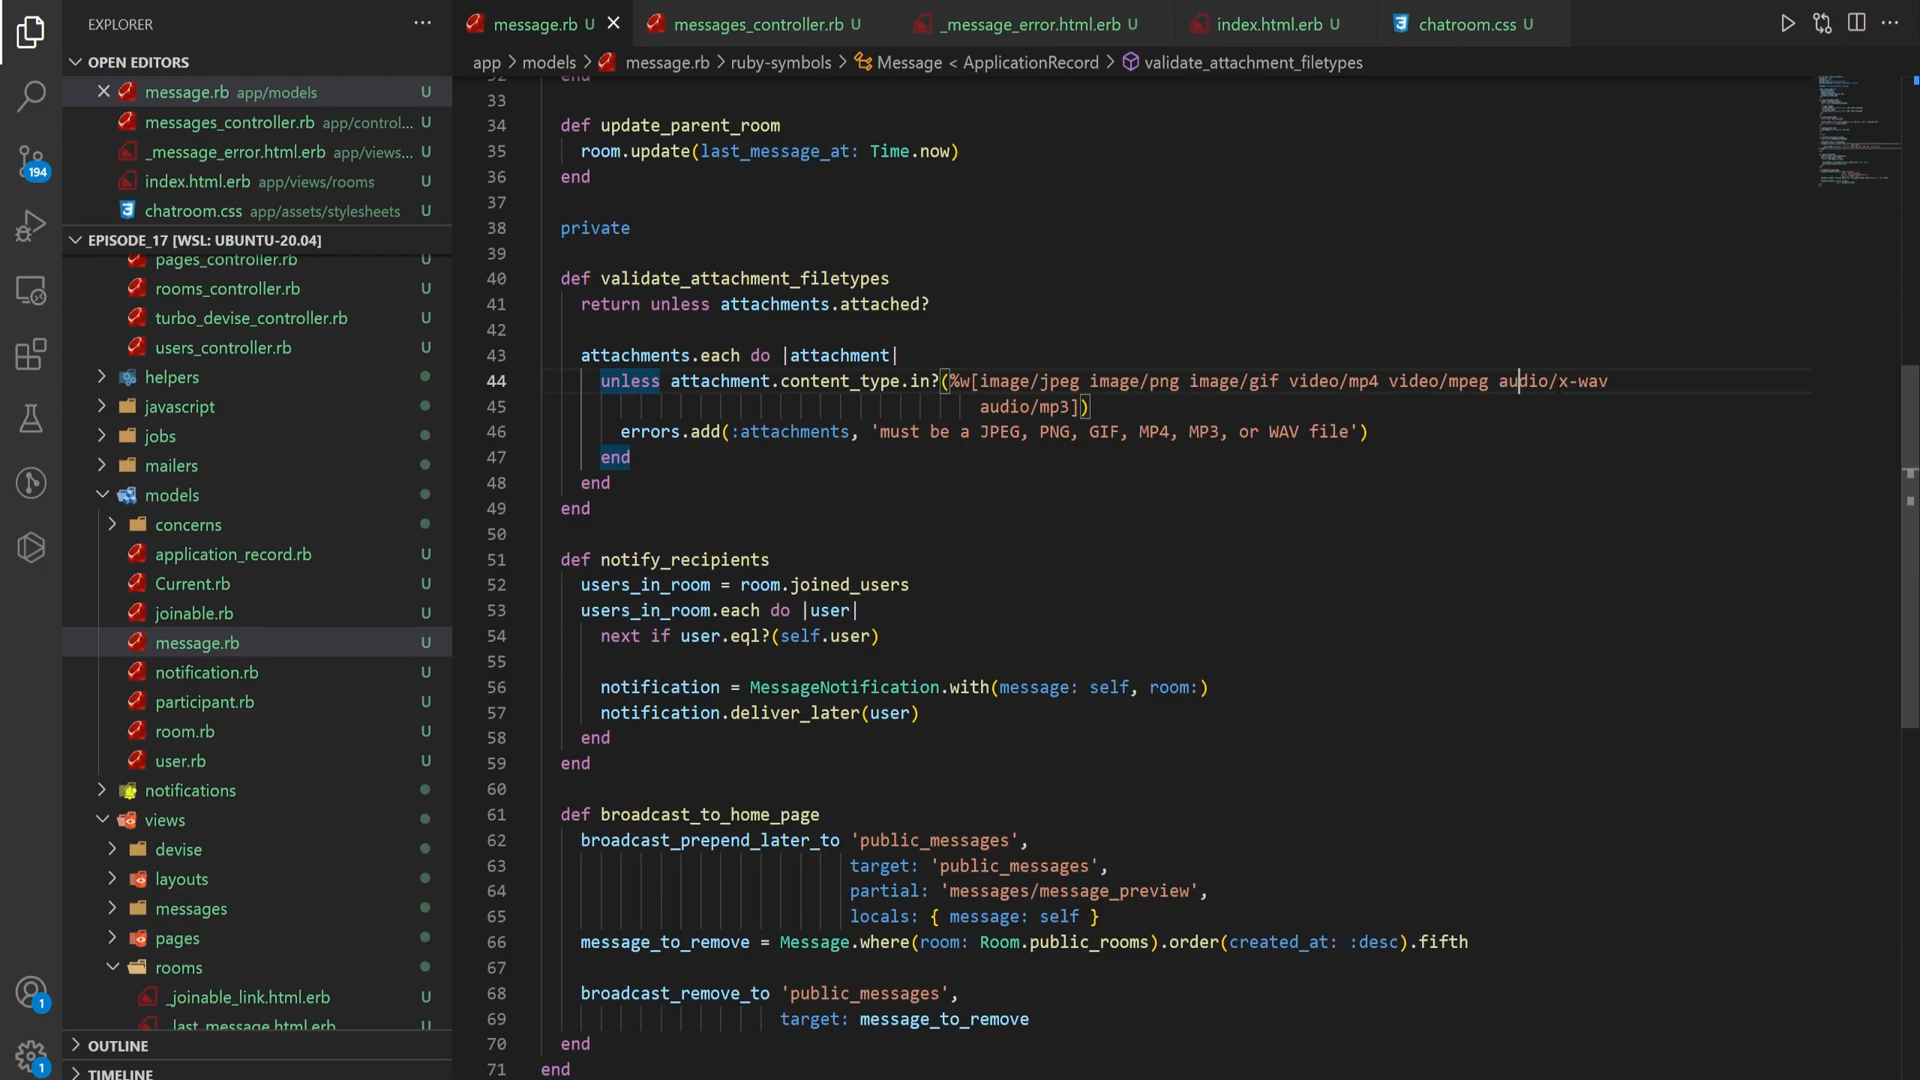 EXPLORER
OPEN EDITORS
message.rb app/models U
messages_controller.rb app/control... U
_message_error.html.erb app/views... U
index.html.erb app/views/rooms U
chatroom.css app/assets/stylesheets U
EPISODE_17 [WSL: UBUNTU-20.04]
pages_controller.rb U
rooms_controller.rb U
turbo_devise_controller.rb U
users_controller.rb U
helpers
javascript
jobs
mailers
models
concerns
application_record.rb U
Current.rb U
joinable.rb U
message.rb U
notification.rb U
participant.rb U
room.rb U
user.rb U
notifications
views
devise
layouts
messages
pages
rooms
_joinable_link.html.erb U
_last_message.html.erb U
OUTLINE
TIMELINE
194
1
1
message.rb U
messages_controller.rb U
_message_error.html.erb U
index.html.erb U
chatroom.css U
app > models > message.rb > ruby-symbols > Message < ApplicationRecord > validate_attachment_filetypes
32 end
33
34 def update_parent_room
35 room.update(last_message_at: Time.now)
36 end
37
38 private
39
40 def validate_attachment_filetypes
41 return unless attachments.attached?
42
43 attachments.each do |attachment|
44 unless attachment.content_type.in?(%w[image/jpeg image/png image/gif video/mp4 video/mpeg audio/x-wav
45 audio/mp3])
46 errors.add(:attachments, 'must be a JPEG, PNG, GIF, MP4, MP3, or WAV file')
47 end
48 end
49 end
50
51 def notify_recipients
52 users_in_room = room.joined_users
53 users_in_room.each do |user|
54 next if user.eql?(self.user)
55
56 notification = MessageNotification.with(message: self, room:)
57 notification.deliver_later(user)
58 end
59 end
60
61 def broadcast_to_home_page
62 broadcast_prepend_later_to 'public_messages',
63 target: 'public_messages',
64 partial: 'messages/message_preview',
65 locals: { message: self }
66 message_to_remove = Message.where(room: Room.public_rooms).order(created_at: :desc).fifth
67
68 broadcast_remove_to 'public_messages',
69 target: message_to_remove
70 end
71 end